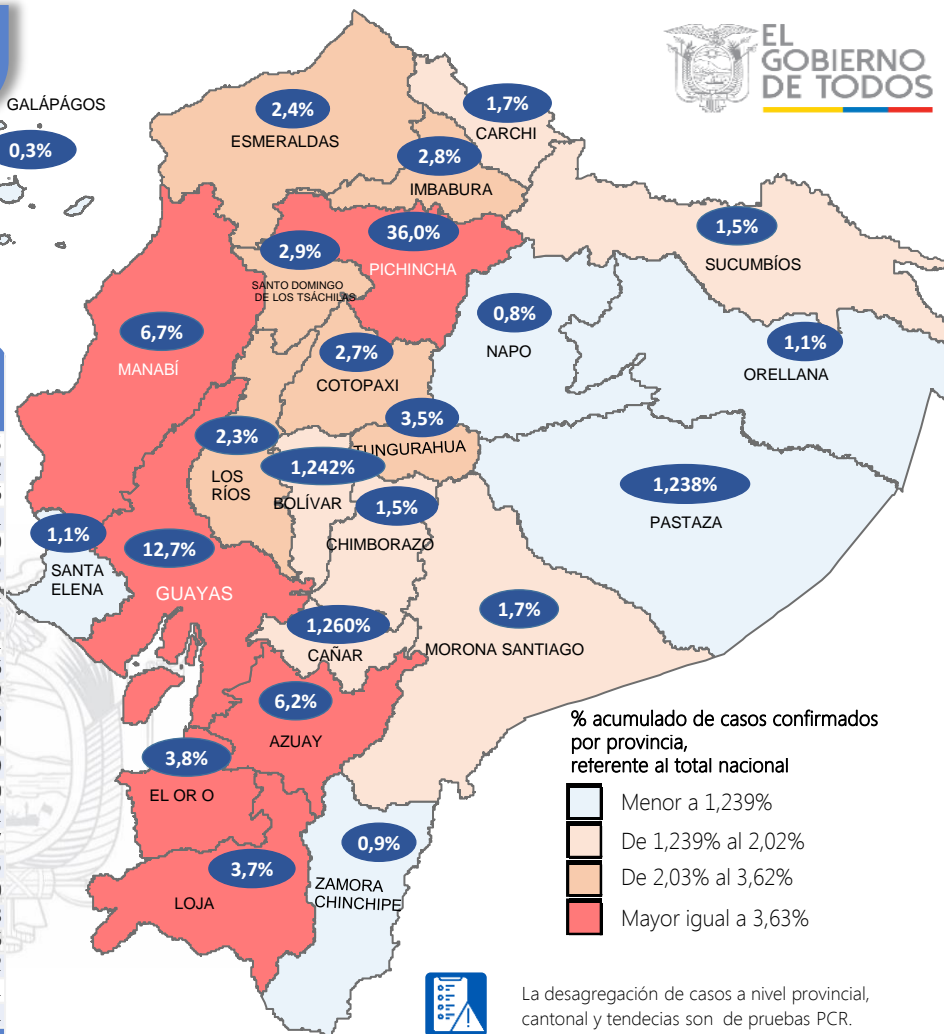 EL
GOBIERNO
DE TODOS
GALÁPÁGOS
0,3%
2,4%
ESMERALDAS
1,7%
CARCHI
2,8%
IMBABURA
36,0%
PICHINCHA
1,5%
SUCUMBÍOS
2,9%
SANTO DOMINGO
DE LOS TSÁCHILAS
6,7%
MANABÍ
0,8%
NAPO
1,1%
ORELLANA
2,7%
COTOPAXI
3,5%
TUNGURAHUA
2,3%
LOS
RÍOS
1,242%
BOLÍVAR
1,238%
PASTAZA
1,5%
CHIMBORAZO
1,1%
SANTA
ELENA
12,7%
GUAYAS
1,7%
MORONA SANTIAGO
1,260%
CAÑAR
6,2%
AZUAY
3,8%
EL OR O
3,7%
LOJA
0,9%
ZAMORA
CHINCHIPE
% acumulado de casos confirmados
por provincia,
referente al total nacional
Menor a 1,239%
De 1,239% al 2,02%
De 2,03% al 3,62%
Mayor igual a 3,63%
La desagregación de casos a nivel provincial,
cantonal y tendecias son de pruebas PCR.